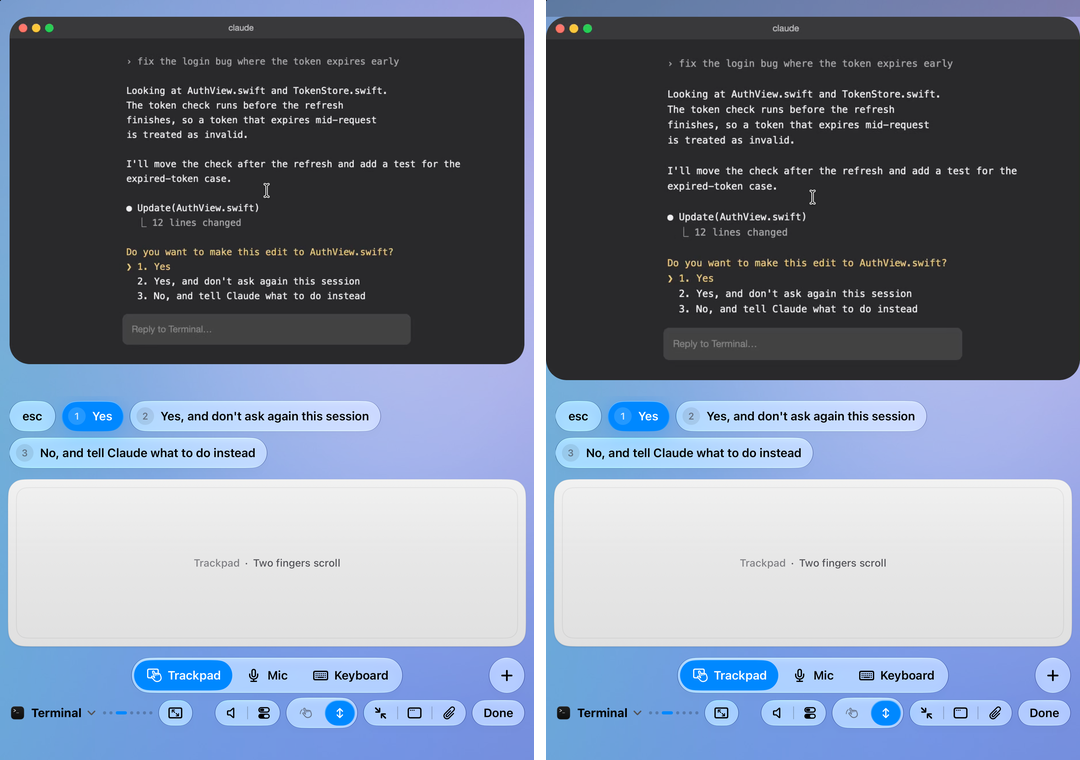 claude
› fix the login bug where the token expires early
Looking at AuthView.swift and TokenStore.swift.
The token check runs before the refresh
finishes, so a token that expires mid-request
is treated as invalid.
I'll move the check after the refresh and add a test for the
expired-token case.
● Update(AuthView.swift)
⎿ 12 lines changed
Do you want to make this edit to AuthView.swift?
❯ 1. Yes
2. Yes, and don't ask again this session
3. No, and tell Claude what to do instead
Reply to Terminal...
esc
1 Yes
2 Yes, and don't ask again this session
3 No, and tell Claude what to do instead
Trackpad · Two fingers scroll
Trackpad
Mic
Keyboard
Terminal
Done
claude
› fix the login bug where the token expires early
Looking at AuthView.swift and TokenStore.swift.
The token check runs before the refresh
finishes, so a token that expires mid-request
is treated as invalid.
I'll move the check after the refresh and add a test for the
expired-token case.
● Update(AuthView.swift)
⎿ 12 lines changed
Do you want to make this edit to AuthView.swift?
❯ 1. Yes
2. Yes, and don't ask again this session
3. No, and tell Claude what to do instead
Reply to Terminal...
esc
1 Yes
2 Yes, and don't ask again this session
3 No, and tell Claude what to do instead
Trackpad · Two fingers scroll
Trackpad
Mic
Keyboard
Terminal
Done